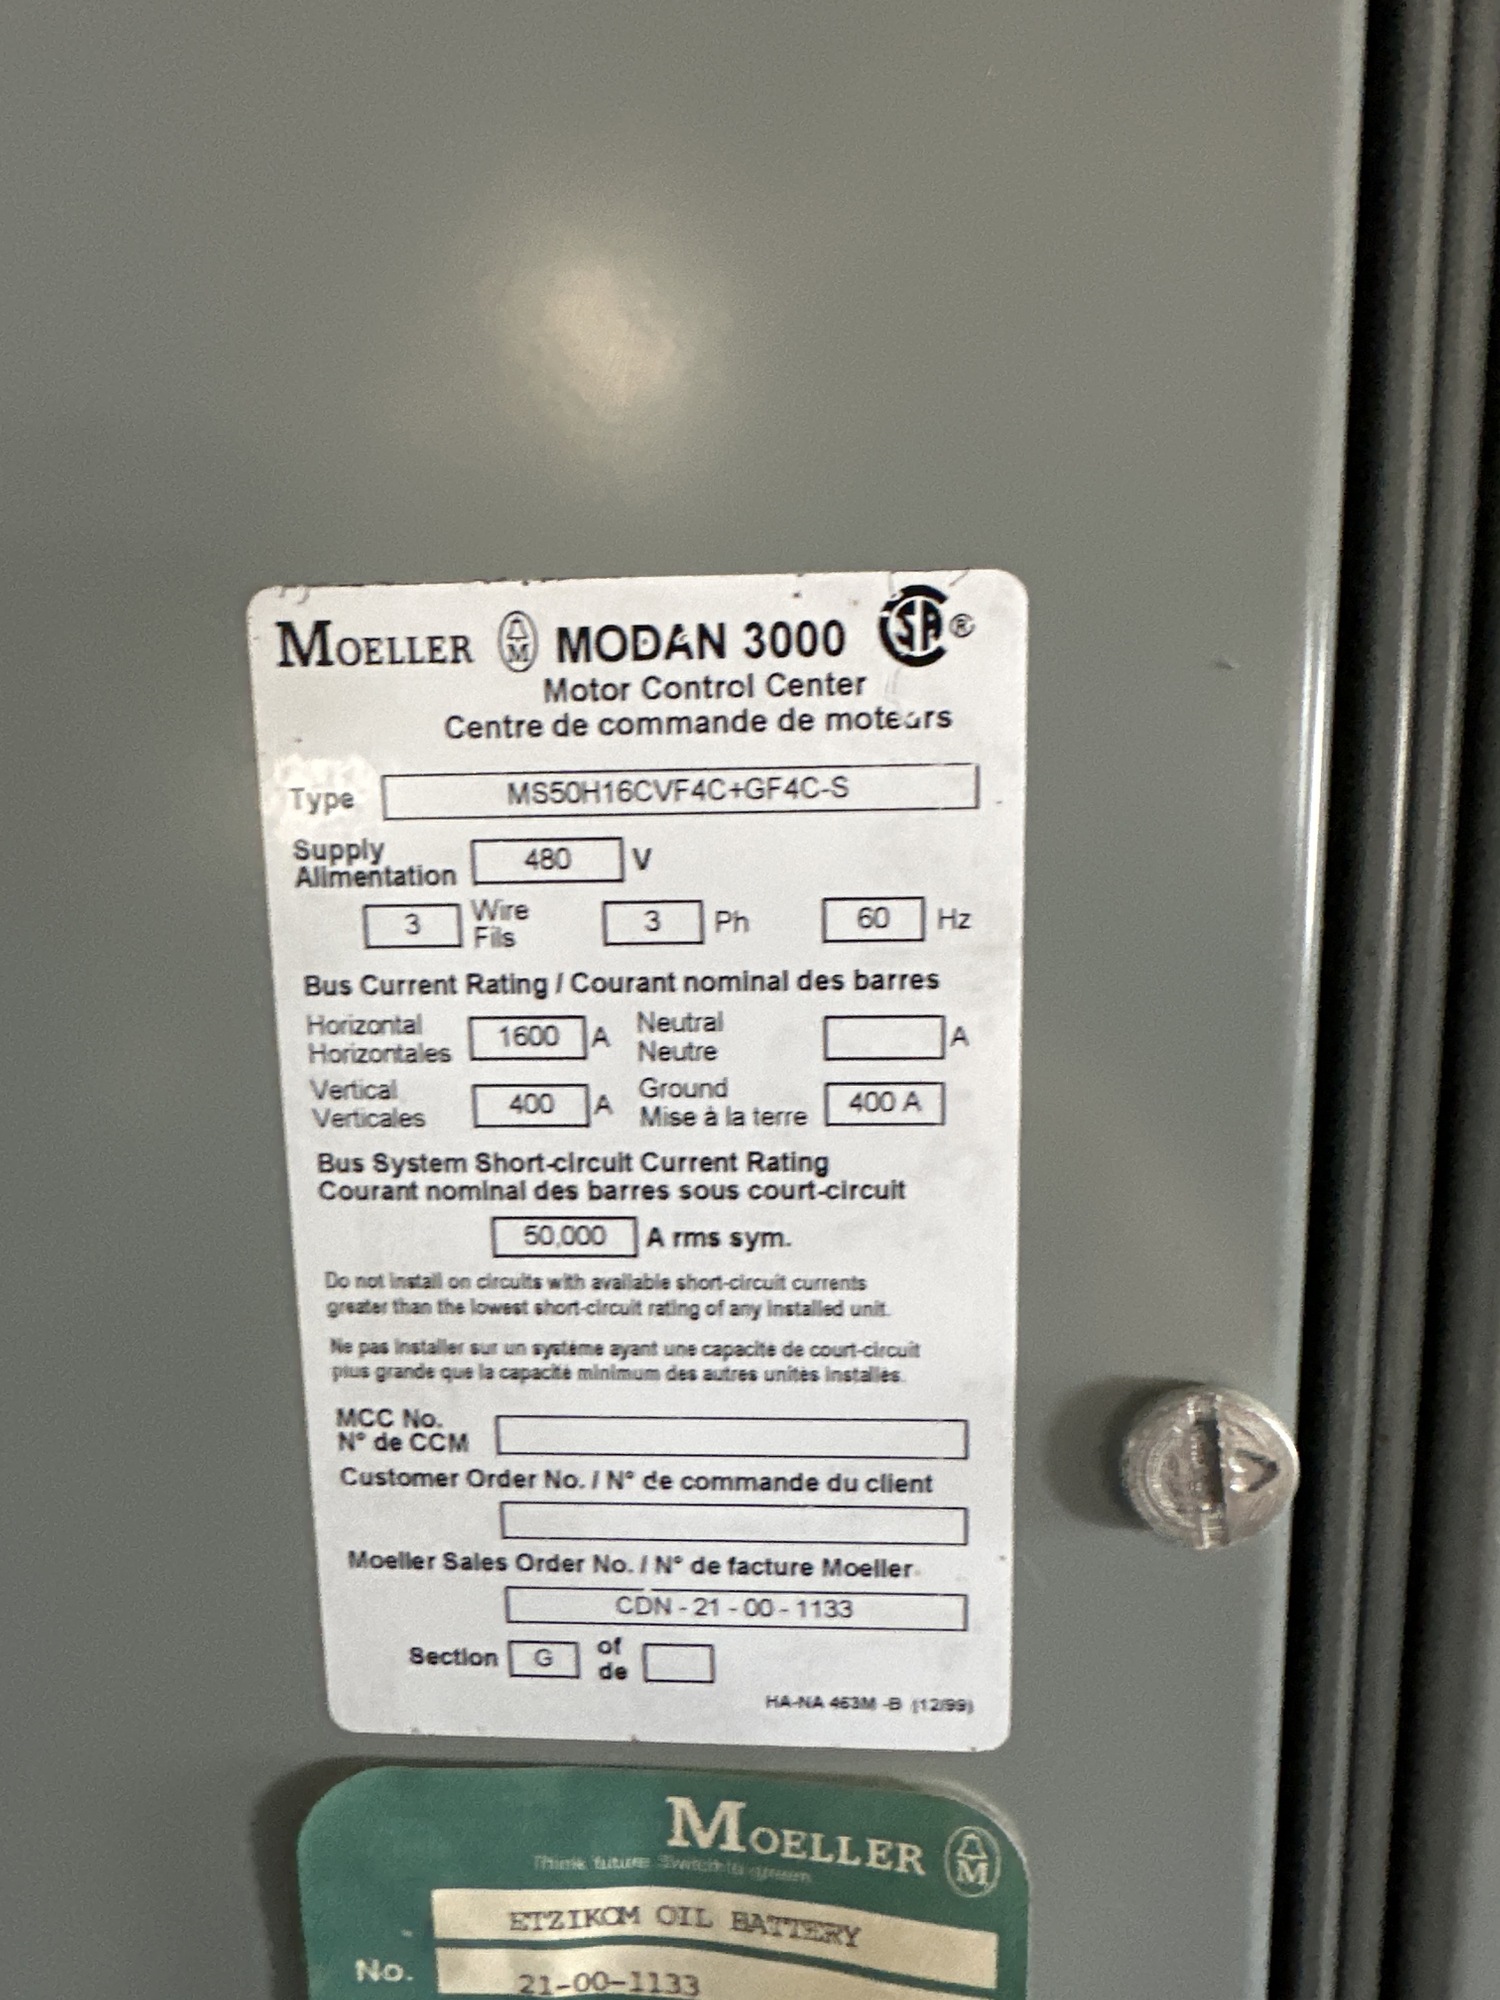 MOELLER MODAN 3000 SA®
Motor Control Center
Centre de commande de moteurs
Type MS50H16CVF4C+GF4C-S
Supply 480 V
Alimentation
3 Wire 3 Ph 60 Hz
Fils
Bus Current Rating / Courant nominal des barres
Horizontal 1600 A Neutral A
Horizontales Neutre
Vertical 400 A Ground 400 A
Verticales Mise à la terre
Bus System Short-circuit Current Rating
Courant nominal des barres sous court-circuit
50,000 A rms sym.
Do not install on circuits with available short-circuit currents
greater than the lowest short-circuit rating of any installed unit.
Ne pas installer sur un système ayant une capacité de court-circuit
plus grande que la capacité minimum des autres unités installés.
MCC No.
N° de CCM
Customer Order No. / N° de commande du client
Moeller Sales Order No. / N° de facture Moeller
CDN - 21 - 00 - 1133
Section G of
de
HA-NA 463M -B (12/99)
MOELLER
Think future. Switch to green
ETZIKOM OIL BATTERY
No. 21-00-1133